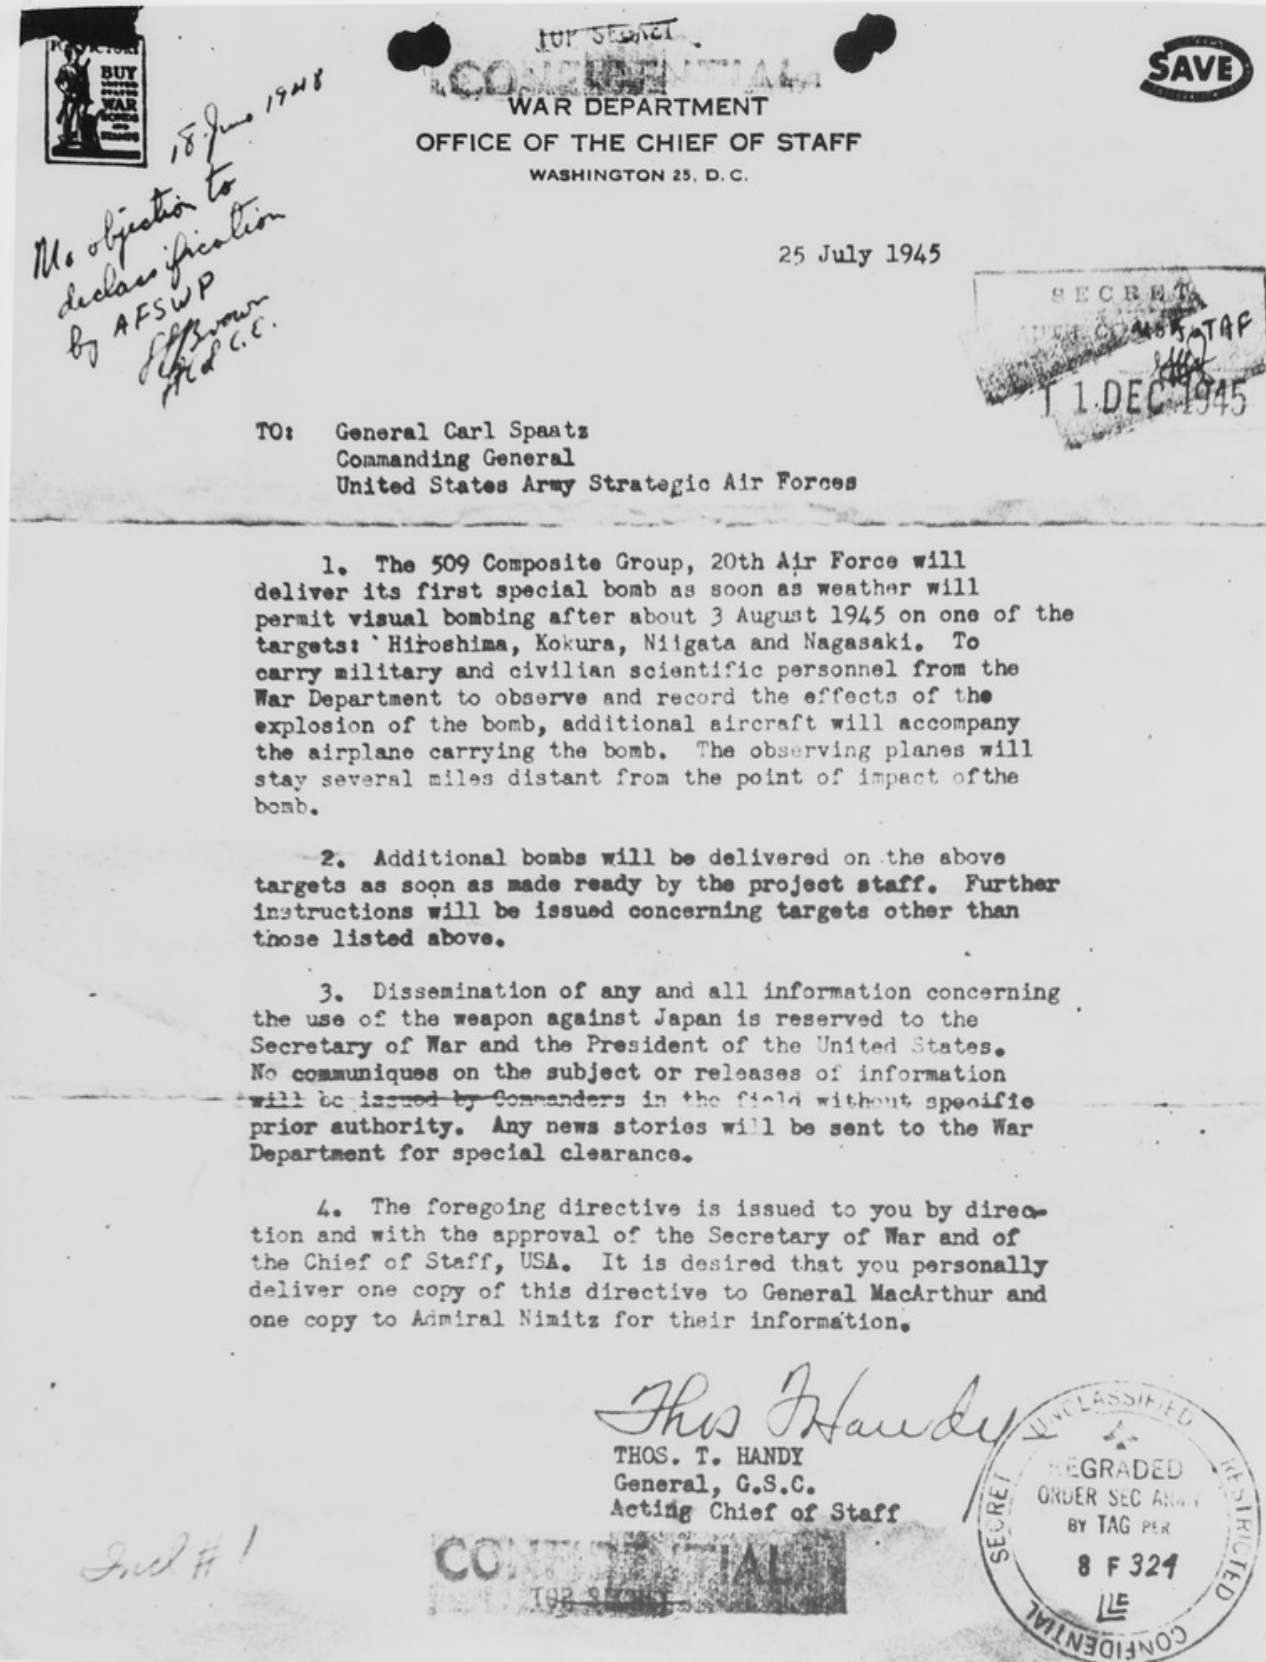 BUY
UNITED
STATES
WAR
BONDS
AND
STAMPS
TOP SECRET
CONFIDENTIAL
SAVE
WAR DEPARTMENT
OFFICE OF THE CHIEF OF STAFF
WASHINGTON 25, D.C.
18 June 1948
No objection to
declassification
by AFSWP
25 July 1945
SECRET
11 DEC 1945
TO: General Carl Spaatz
Commanding General
United States Army Strategic Air Forces
1. The 509 Composite Group, 20th Air Force will
deliver its first special bomb as soon as weather will
permit visual bombing after about 3 August 1945 on one of the
targets: Hiroshima, Kokura, Niigata and Nagasaki. To
carry military and civilian scientific personnel from the
War Department to observe and record the effects of the
explosion of the bomb, additional aircraft will accompany
the airplane carrying the bomb. The observing planes will
stay several miles distant from the point of impact ofthe
bomb.
2. Additional bombs will be delivered on the above
targets as soon as made ready by the project staff. Further
instructions will be issued concerning targets other than
those listed above.
3. Dissemination of any and all information concerning
the use of the weapon against Japan is reserved to the
Secretary of War and the President of the United States.
No communiques on the subject or releases of information
will be issued by Commanders in the field without specific
prior authority. Any news stories will be sent to the War
Department for special clearance.
4. The foregoing directive is issued to you by direc-
tion and with the approval of the Secretary of War and of
the Chief of Staff, USA. It is desired that you personally
deliver one copy of this directive to General MacArthur and
one copy to Admiral Nimitz for their information.
Thos T Handy
THOS. T. HANDY
General, G.S.C.
Acting Chief of Staff
UNCLASSIFIED
RESTRICTED
CONFIDENTIAL
SECRET
REGRADED
ORDER SEC ARMY
BY TAG PER
8 F 324
Incl # 1
CONFIDENTIAL
TOP SECRET